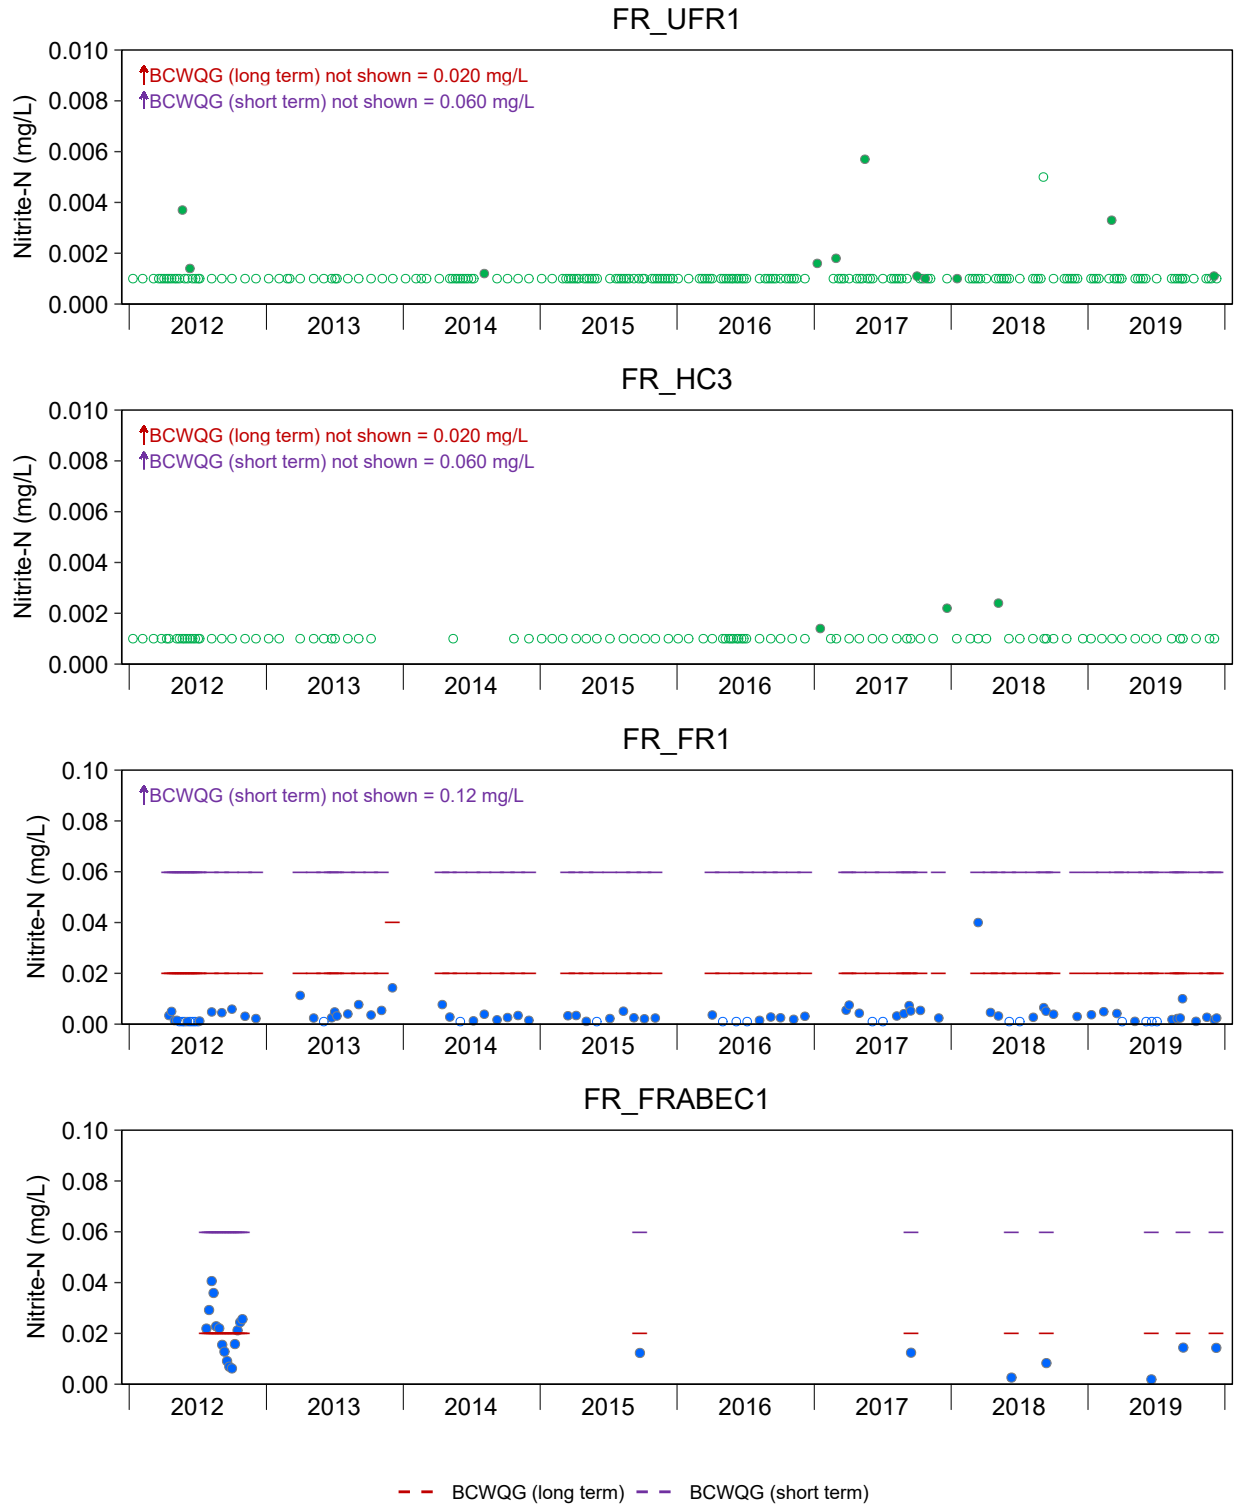 FR_UFR1
0.010
BCWQG (long term) not shown = 0.020 mg/L
0.008
BCWQG (short term) not shown = 0.060 mg/L
0.006
Nitrite-N (mg/L)
0.004
0.002
0.000
2012 2013 2014 2015 2016 2017 2018 2019
FR_HC3
0.010
BCWQG (long term) not shown = 0.020 mg/L
0.008
BCWQG (short term) not shown = 0.060 mg/L
0.006
Nitrite-N (mg/L)
0.004
0.002
0.000
2012 2013 2014 2015 2016 2017 2018 2019
FR_FR1
0.10
BCWQG (short term) not shown = 0.12 mg/L
0.08
0.06
Nitrite-N (mg/L)
0.04
0.02
0.00
2012 2013 2014 2015 2016 2017 2018 2019
FR_FRABEC1
0.10
0.08
0.06
Nitrite-N (mg/L)
0.04
0.02
0.00
2012 2013 2014 2015 2016 2017 2018 2019
BCWQG (long term) BCWQG (short term)